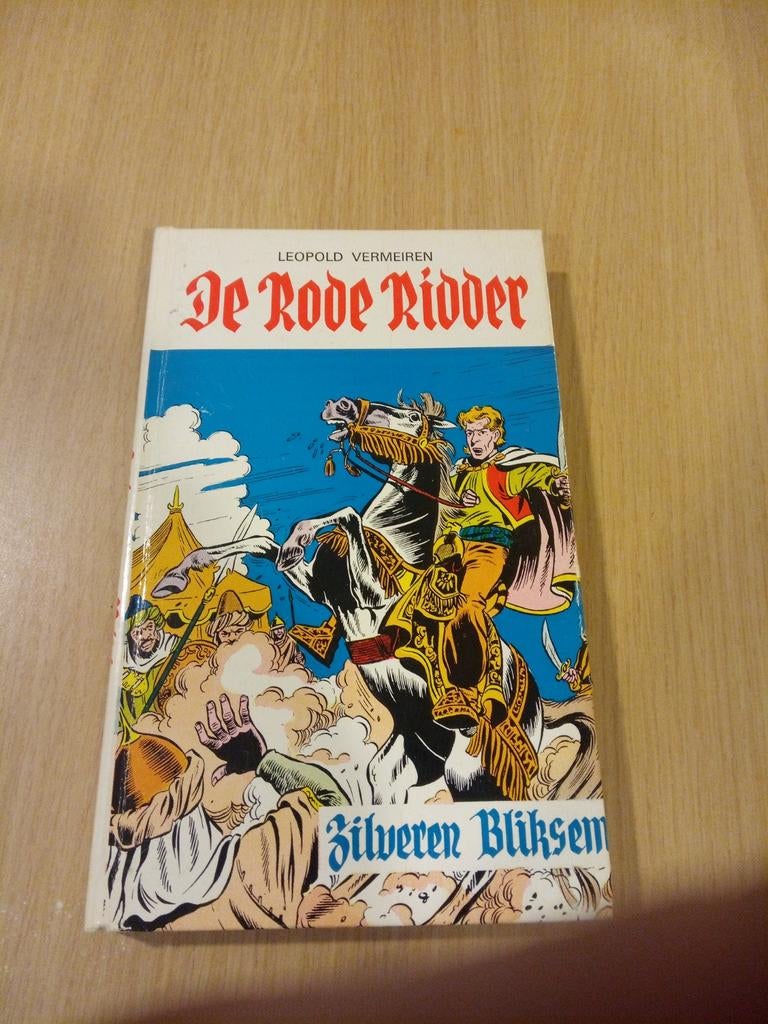 LEOPOLD VERMEIREN
De Rode Ridder
Zilveren Bliksem